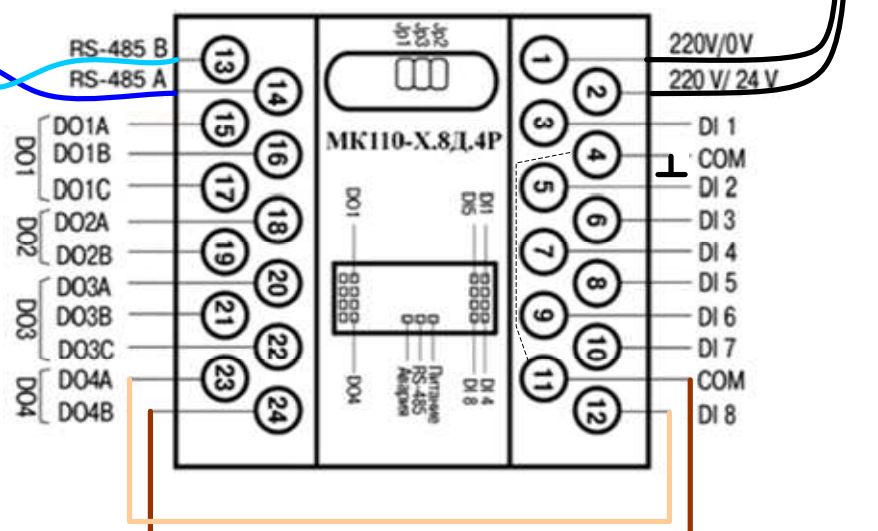 RS-485 B
RS-485 A
DO1
DO1A
DO1B
DO1C
DO2
DO2A
DO2B
DO3
DO3A
DO3B
DO3C
DO4
DO4A
DO4B
13
14
15
16
17
18
19
20
21
22
23
24
Jp1
Jp3
Jp2
МК110-Х.8Д.4Р
DO1
DI5
DI1
DO4
Авария
RS-485
Питание
DI 8
DI 4
1
2
3
4
5
6
7
8
9
10
11
12
220V/0V
220 V/ 24 V
DI 1
COM
DI 2
DI 3
DI 4
DI 5
DI 6
DI 7
COM
DI 8